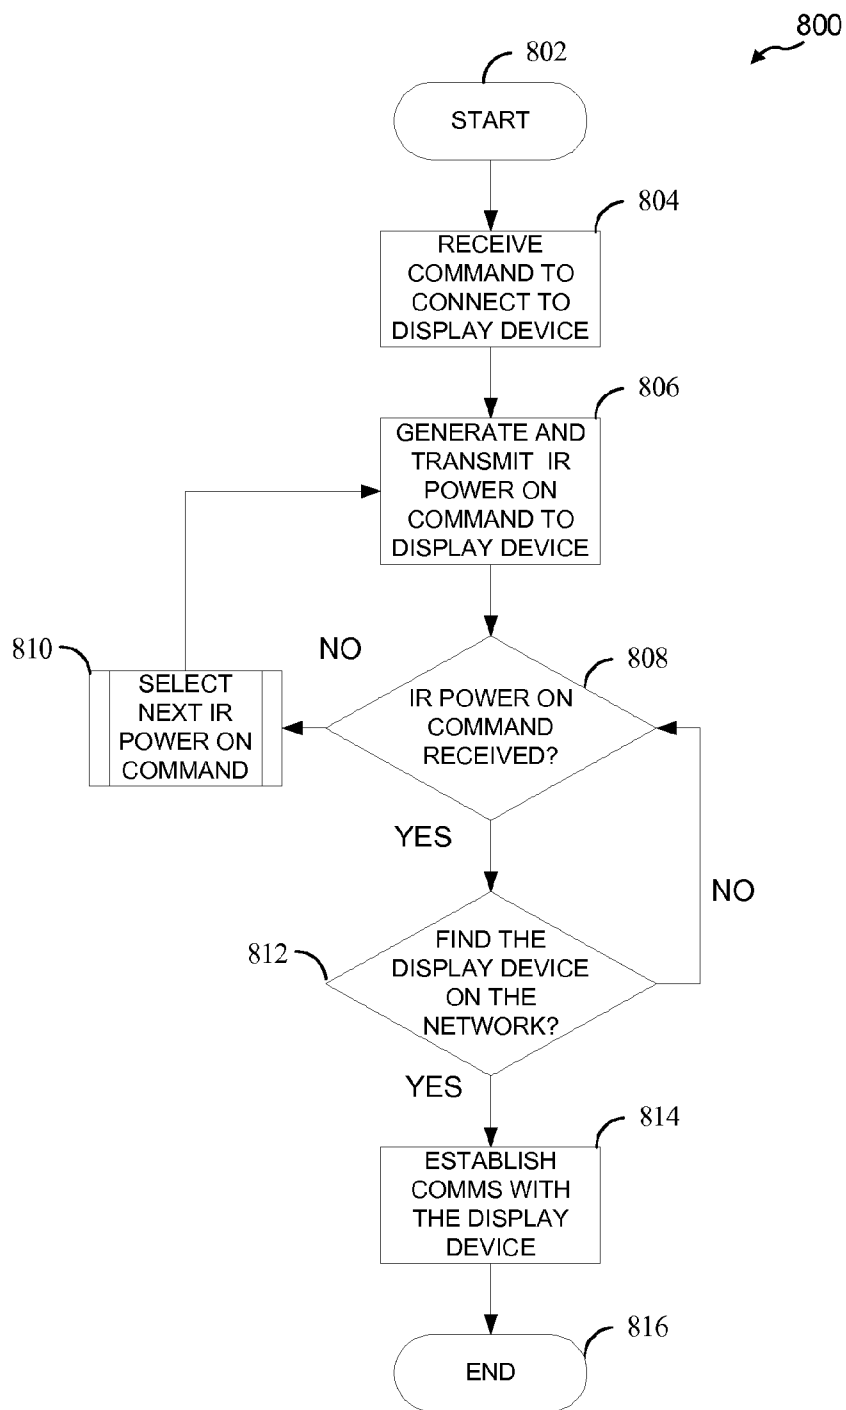 800
802
START
804
RECEIVE
COMMAND TO
CONNECT TO
DISPLAY DEVICE
806
GENERATE AND
TRANSMIT IR
POWER ON
COMMAND TO
DISPLAY DEVICE
810
NO
808
SELECT
NEXT IR
POWER ON
COMMAND
IR POWER ON
COMMAND
RECEIVED?
YES
NO
812
FIND THE
DISPLAY DEVICE
ON THE
NETWORK?
YES
814
ESTABLISH
COMMS WITH
THE DISPLAY
DEVICE
816
END